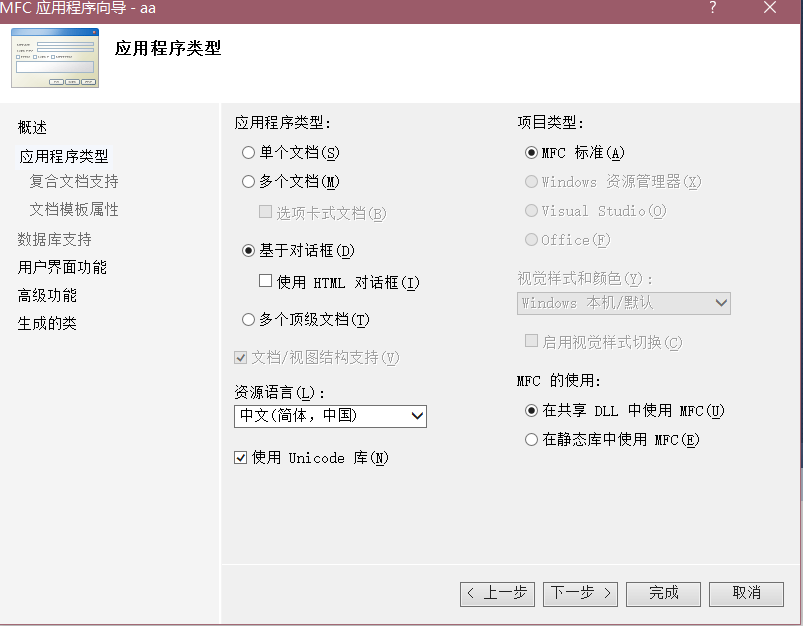 MFC 应用程序向导 - aa
?
应用程序类型
概述
应用程序类型
复合文档支持
文档模板属性
数据库支持
用户界面功能
高级功能
生成的类
应用程序类型:
单个文档(S)
多个文档(M)
选项卡式文档(B)
基于对话框(D)
使用 HTML 对话框(I)
多个顶级文档(T)
文档/视图结构支持(V)
资源语言(L):
中文(简体，中国)
使用 Unicode 库(N)
项目类型:
MFC 标准(A)
Windows 资源管理器(X)
Visual Studio(O)
Office(F)
视觉样式和颜色(Y):
Windows 本机/默认
启用视觉样式切换(C)
MFC 的使用:
在共享 DLL 中使用 MFC(U)
在静态库中使用 MFC(E)
< 上一步
下一步 >
完成
取消